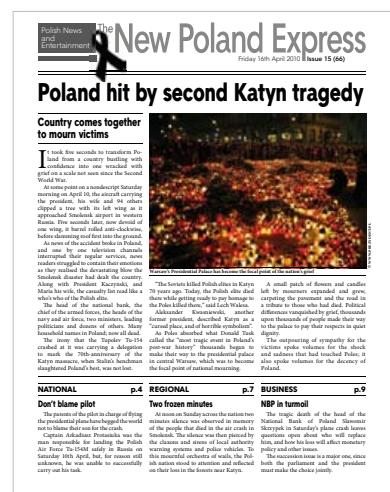 Polish News
and
Entertainment
The
New Poland Express
Friday 16th April 2010 Issue 15 (66)
Poland hit by second Katyn tragedy
Country comes together
to mourn victims
It took five seconds to transform Po-
land from a country bustling with
confidence into one wracked with
grief on a scale not seen since the Second
World War.
At some point on a nondescript Saturday
morning on April 10, the aircraft carrying
the president, his wife and 94 others
clipped a tree with its left wing as it
approached Smolensk airport in western
Russia. Five seconds later, now devoid of
one wing, it barrel rolled anti-clockwise,
before slamming roof first into the ground.
As news of the accident broke in Poland,
and one by one television channels
interrupted their regular services, news
readers struggled to contain their emotions
as they realised the devastating blow the
Smolensk disaster had dealt the country.
Along with President Kaczynski, and
Maria his wife, the casualty list read like a
who's who of the Polish elite.
The head of the national bank, the
chief of the armed forces, the heads of the
navy and air force, two ministers, leading
politicians and dozens of others. Many
household names in Poland; now all dead.
The irony that the Tupolev Tu-154
crashed as it was carrying a delegation
to mark the 70th-anniversary of the
Katyn massacre, when Stalin's henchmen
slaughtered Poland's best, was not lost.
Warsaw's Presidential Palace has become the focal point of the nation's grief
"The Soviets killed Polish elites in Katyn
70 years ago. Today, the Polish elite died
there while getting ready to pay homage to
the Poles killed there," said Lech Walesa.
Aleksander Kwasniewski, another
former president, described Katyn as a
"cursed place, and of horrible symbolism".
As Poles absorbed what Donald Tusk
called the "most tragic event in Poland's
post-war history" thousands began to
make their way to the presidential palace
in central Warsaw, which was to become
the focal point of national mourning.
A small patch of flowers and candles
left by mourners expanded and grew,
carpeting the pavement and the road in
a tribute to those who had died. Political
differences vanquished by grief, thousands
upon thousands of people made their way
to the palace to pay their respects in quiet
dignity.
The outpouring of sympathy for the
victims spoke volumes for the shock
and sadness that had touched Poles; it
also spoke volumes for the decency of
Poland.
NATIONAL p.4
Don't blame pilot
The parents of the pilot in charge of flying
the presidential plane have begged the world
not to blame their son for the crash.
Captain Arkadiusz Protasiuka was the
man responsible for landing the Polish
Air Force Tu-154M safely in Russia on
Saturday 10th April, but, for reason still
unknown, he was unable to successfully
carry out his task.
REGIONAL p.7
Two frozen minutes
At noon on Sunday across the nation two
minutes silence was observed in memory
of the people that died in the air crash in
Smolensk. The silence was then pierced by
the claxons and sirens of local authority
warning systems and police vehicles. To
this mournful orchestra of wails, the Pol-
ish nation stood to attention and reflected
on their loss in the forests near Katyn.
BUSINESS p.9
NBP in turmoil
The tragic death of the head of the
National Bank of Poland Slawomir
Skrzypek in Saturday's plane crash leaves
questions open about who will replace
him, and how his loss will affect monetary
policy and other issues.
The succession issue is a major one, since
both the parliament and the president
must make the choice jointly.